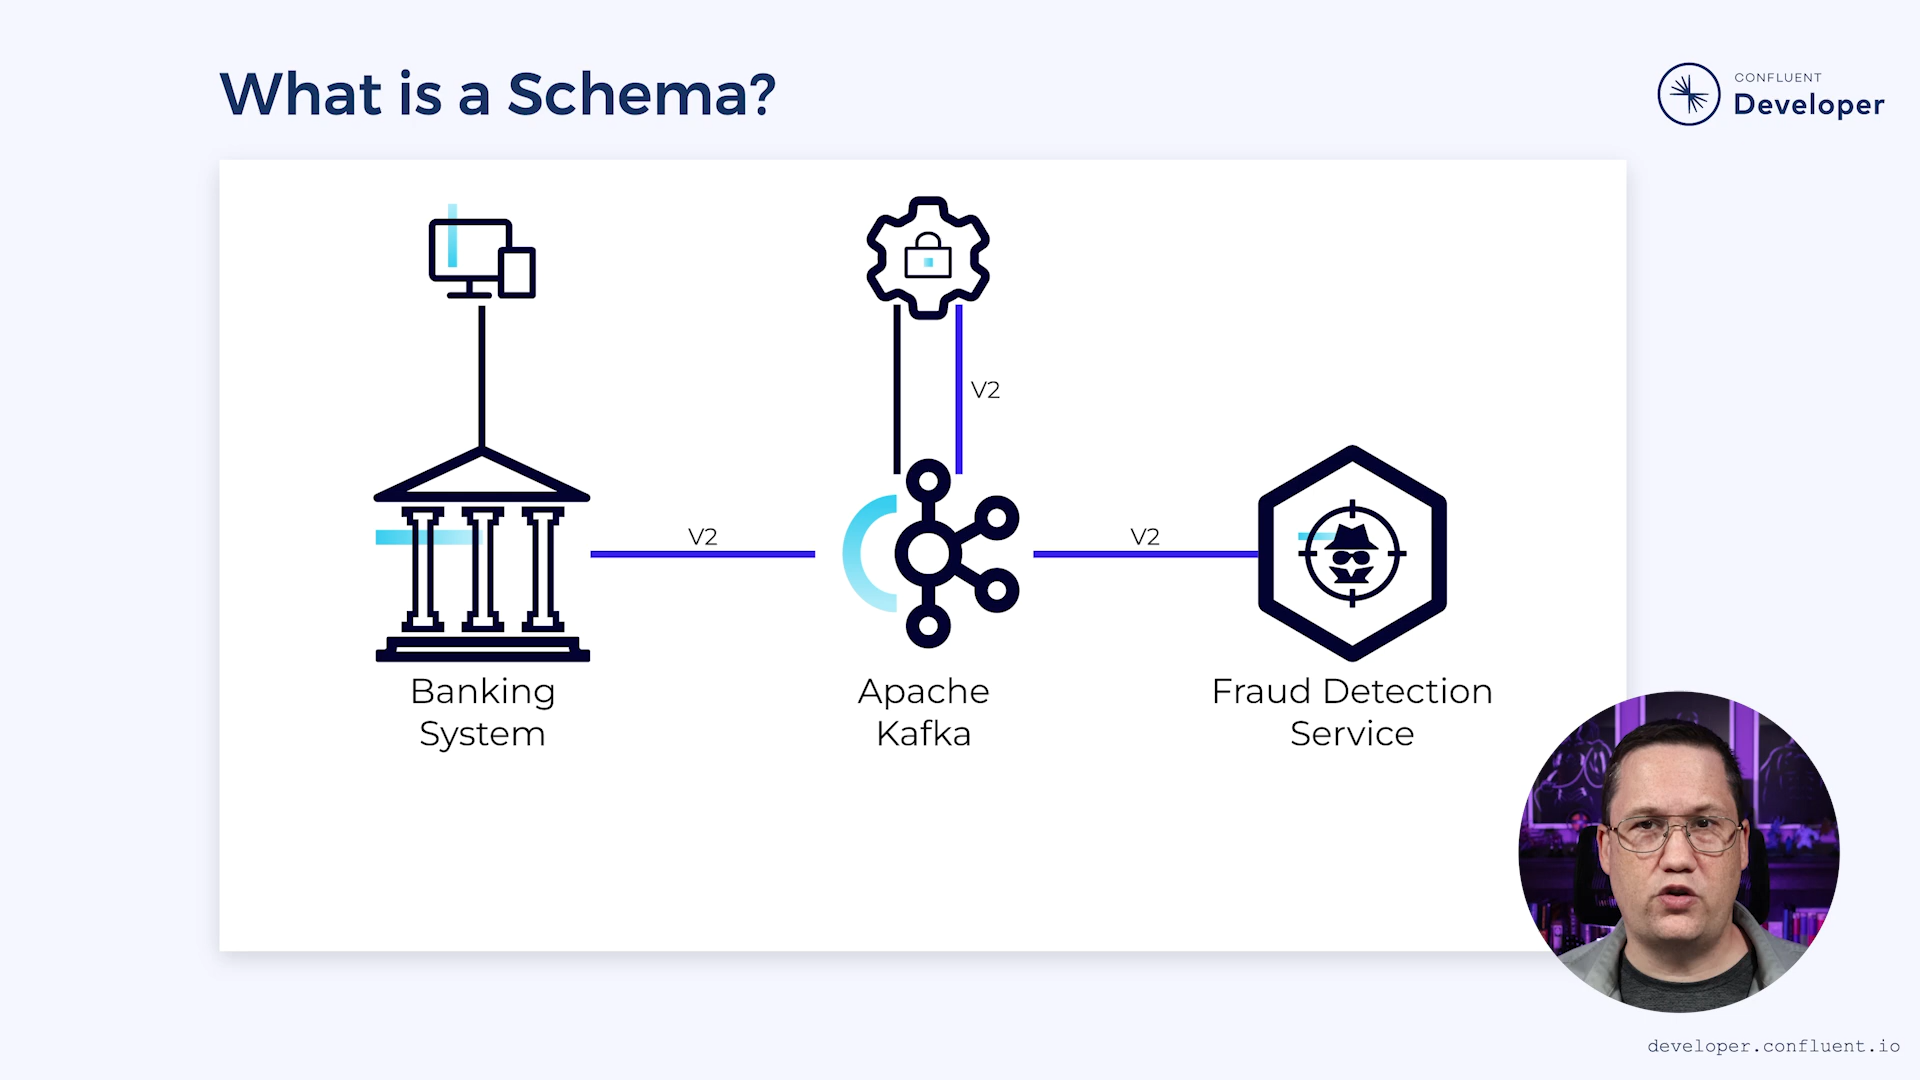 What is a Schema?
CONFLUENT
Developer
V2
V2
V2
Banking
System
Apache
Kafka
Fraud Detection
Service
developer.confluent.io